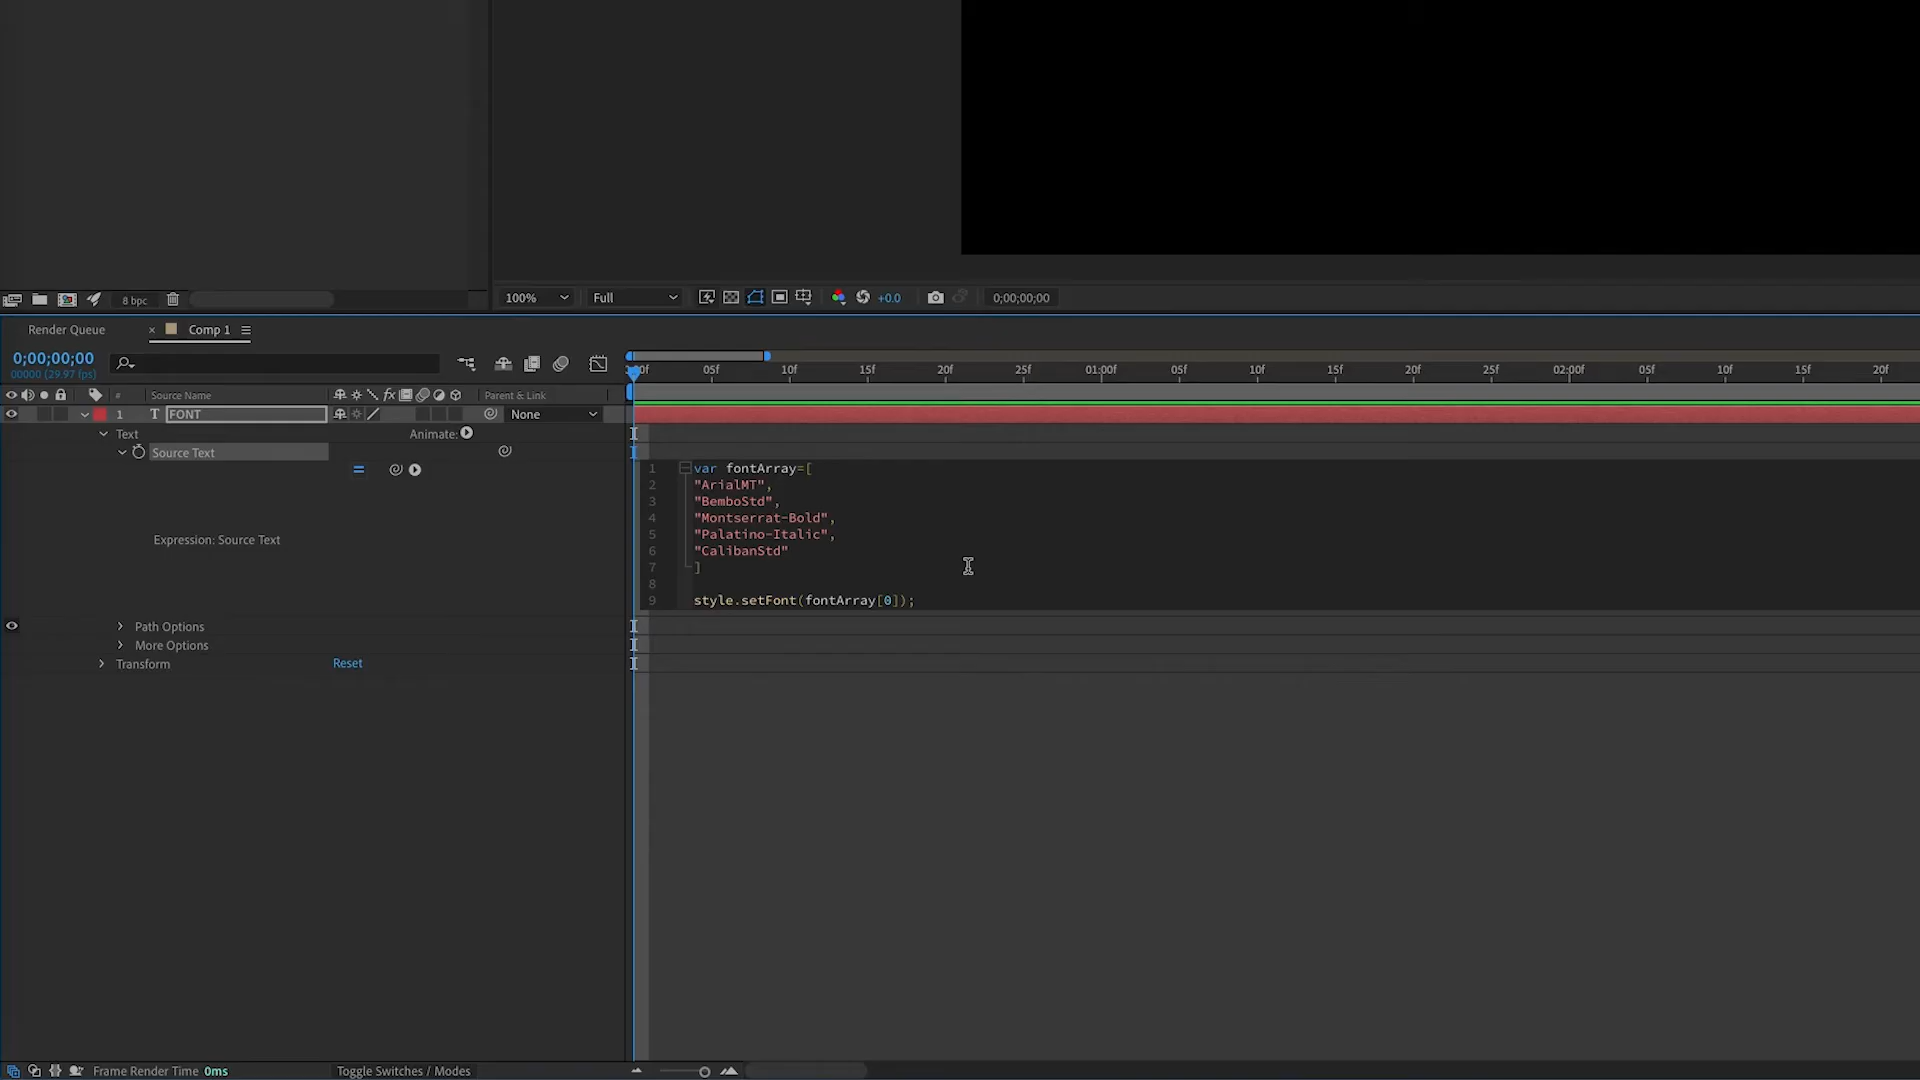 8 bpc
100%
Full
+0.0
0;00;00;00
Render Queue
Comp 1
0;00;00;00
00000 (29.97 fps)
05f 10f 15f 20f 25f 01:00f 05f 10f 15f 20f 25f 02:00f 05f 10f 15f 20f
# Source Name fx Parent & Link
1 T FONT None
Text Animate:
Source Text
1 var fontArray=[
2 "ArialMT",
3 "BemboStd",
4 "Montserrat-Bold",
5 "Palatino-Italic",
6 "CalibanStd"
7 ]
8
9 style.setFont(fontArray[0]);
Expression: Source Text
Path Options
More Options
Transform Reset
Frame Render Time 0ms
Toggle Switches / Modes